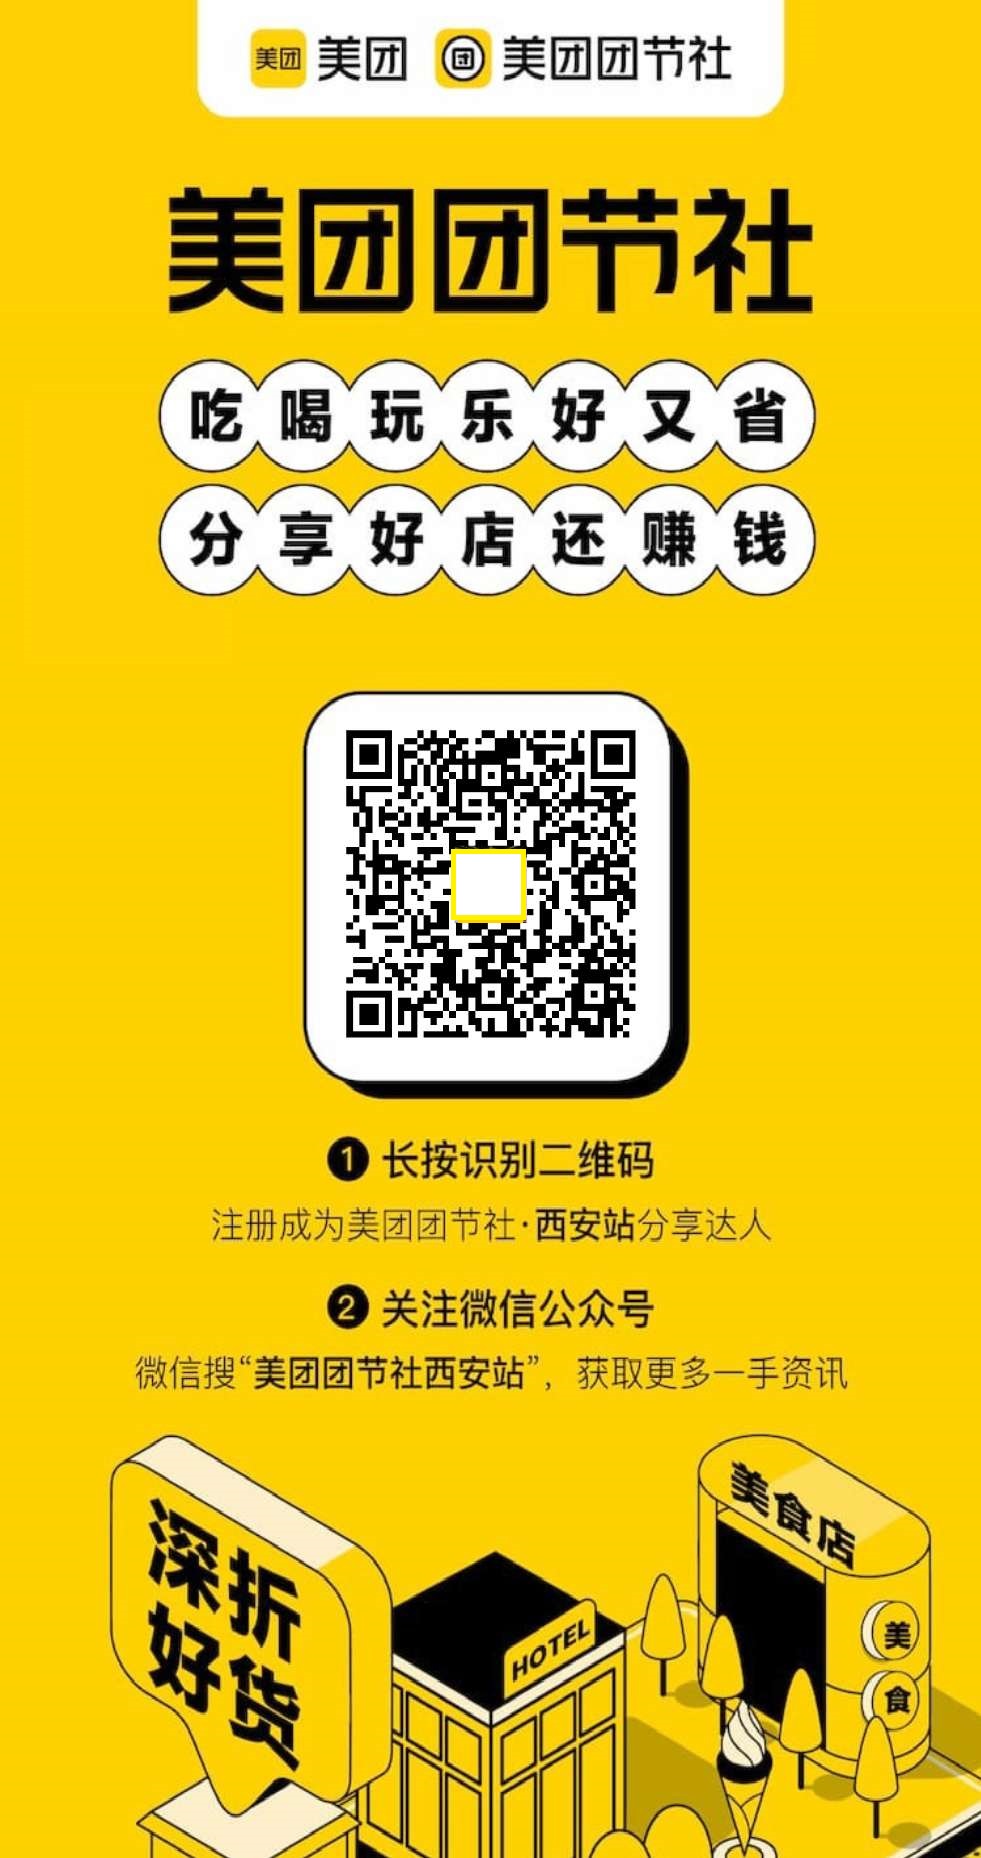 美团 美团 团 美团团节社
美团团节社
吃喝玩乐好又省
分享好店还赚钱
1 长按识别二维码
注册成为美团团节社·西安站分享达人
2 关注微信公众号
微信搜“美团团节社西安站”，获取更多一手资讯
深折
好货
HOTEL
美食店
美
食